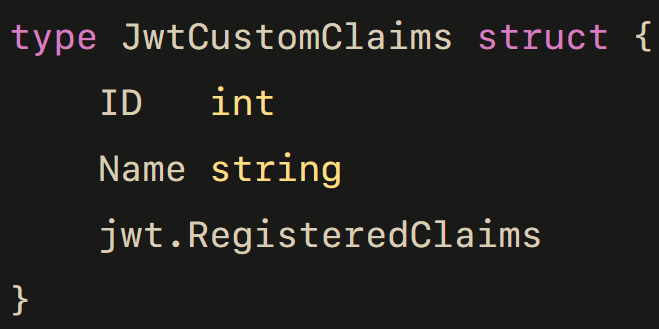 type JwtCustomClaims struct {
    ID   int
    Name string
    jwt.RegisteredClaims
}